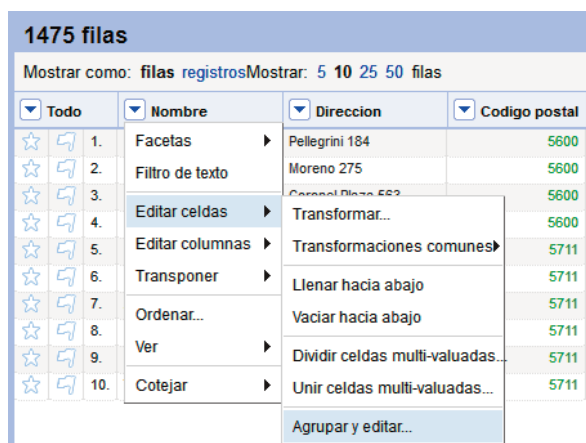 1475 filas
Mostrar como: filas registrosMostrar: 5 10 25 50 filas
Todo Nombre Direccion Codigo postal
1. Facetas Pellegrini 184 5600
2. Filtro de texto Moreno 275 5600
3. 5600
4. Editar celdas Transformar... 5600
5. Editar columnas Transformaciones comunes 5711
6. Transponer Llenar hacia abajo 5711
7. Ordenar... Vaciar hacia abajo 5711
8. Ver 5711
9. Dividir celdas multi-valuadas... 5711
10. Cotejar Unir celdas multi-valuadas... 5711
Agrupar y editar...